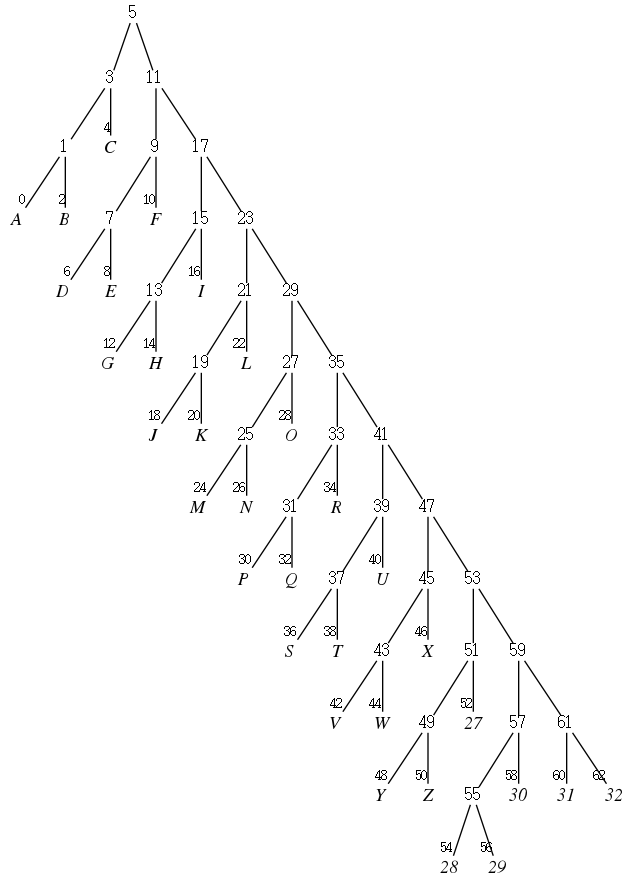 5
3 11
4
1 C 9 17
0 2 10
A B 7 F 15 23
6 8 16
D E 13 I 21 29
12 14 22
G H 19 L 27 35
18 20 28
J K 25 O 33 41
24 26 34
M N 31 R 39 47
30 32 40
P Q 37 U 45 53
36 38 46
S T 43 X 51 59
42 44 52
V W 49 27 57 61
48 50 58 60 62
Y Z 55 30 31 32
54 56
28 29